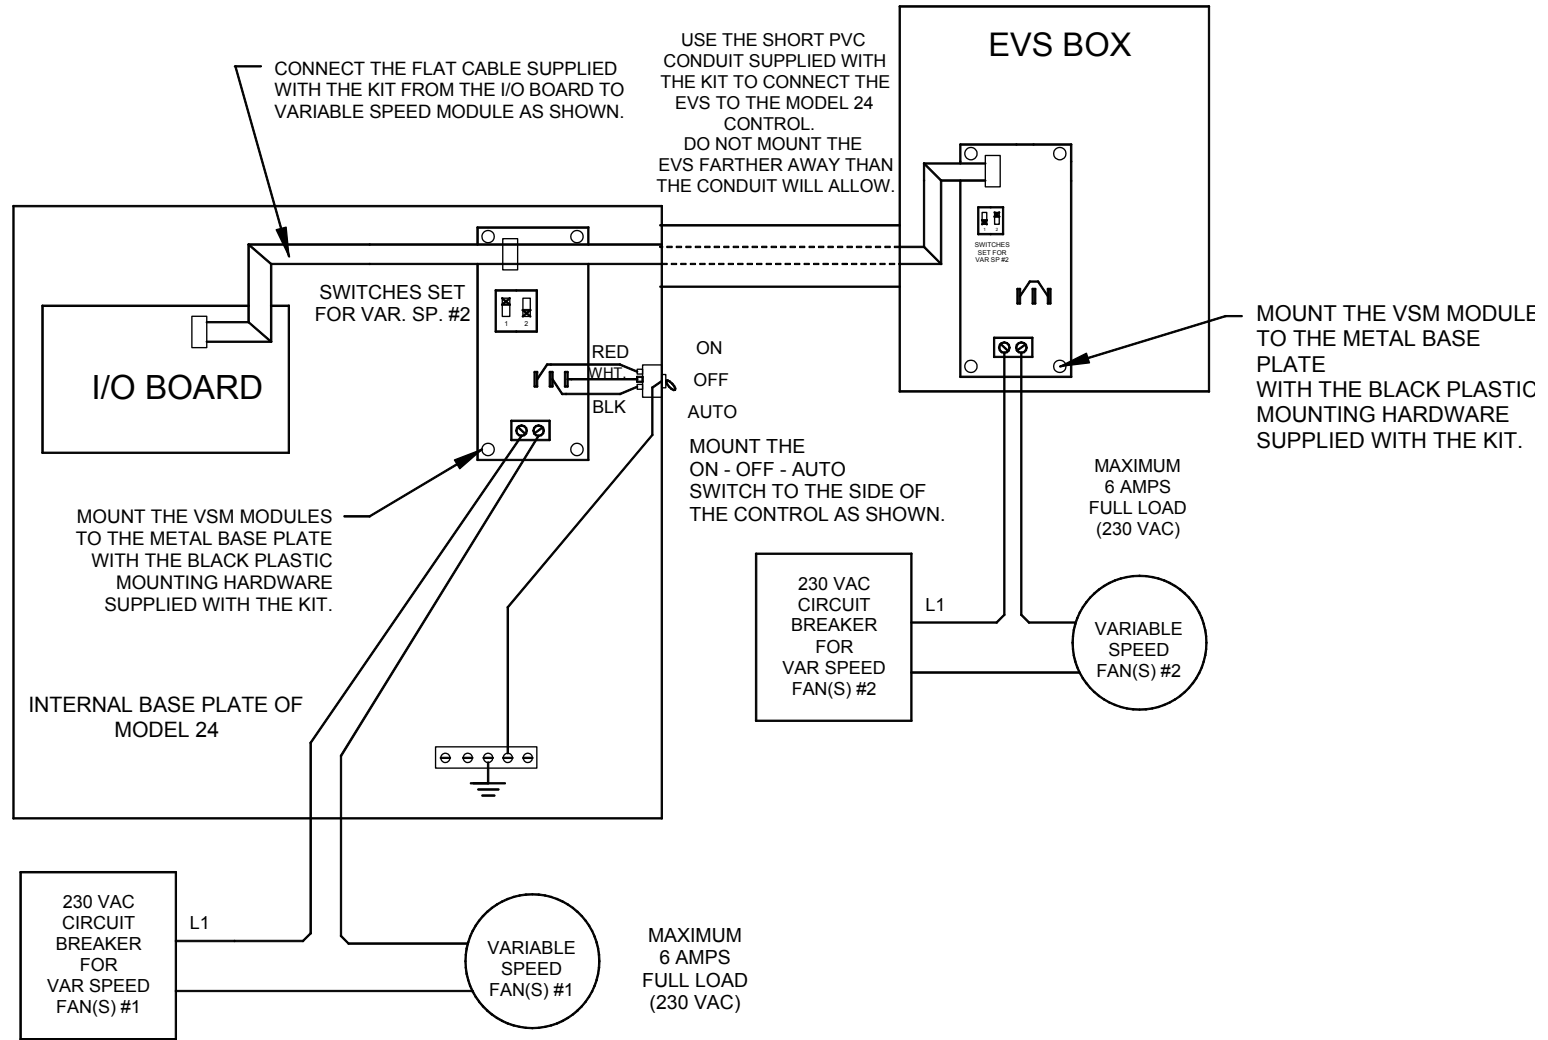 CONNECT THE FLAT CABLE SUPPLIED
WITH THE KIT FROM THE I/O BOARD TO
VARIABLE SPEED MODULE AS SHOWN.
USE THE SHORT PVC
CONDUIT SUPPLIED WITH
THE KIT TO CONNECT THE
EVS TO THE MODEL 24
CONTROL.
DO NOT MOUNT THE
EVS FARTHER AWAY THAN
THE CONDUIT WILL ALLOW.
EVS BOX
SWITCHES
SET FOR
VAR SP #2
1 2
SWITCHES SET
FOR VAR. SP. #2
1 2
I/O BOARD
RED
WHT.
BLK
ON
OFF
AUTO
MOUNT THE
ON - OFF - AUTO
SWITCH TO THE SIDE OF
THE CONTROL AS SHOWN.
MOUNT THE VSM MODULE
TO THE METAL BASE
PLATE
WITH THE BLACK PLASTIC
MOUNTING HARDWARE
SUPPLIED WITH THE KIT.
MAXIMUM
6 AMPS
FULL LOAD
(230 VAC)
MOUNT THE VSM MODULES
TO THE METAL BASE PLATE
WITH THE BLACK PLASTIC
MOUNTING HARDWARE
SUPPLIED WITH THE KIT.
230 VAC
CIRCUIT
BREAKER
FOR
VAR SPEED
FAN(S) #2
L1
VARIABLE
SPEED
FAN(S) #2
INTERNAL BASE PLATE OF
MODEL 24
230 VAC
CIRCUIT
BREAKER
FOR
VAR SPEED
FAN(S) #1
L1
VARIABLE
SPEED
FAN(S) #1
MAXIMUM
6 AMPS
FULL LOAD
(230 VAC)